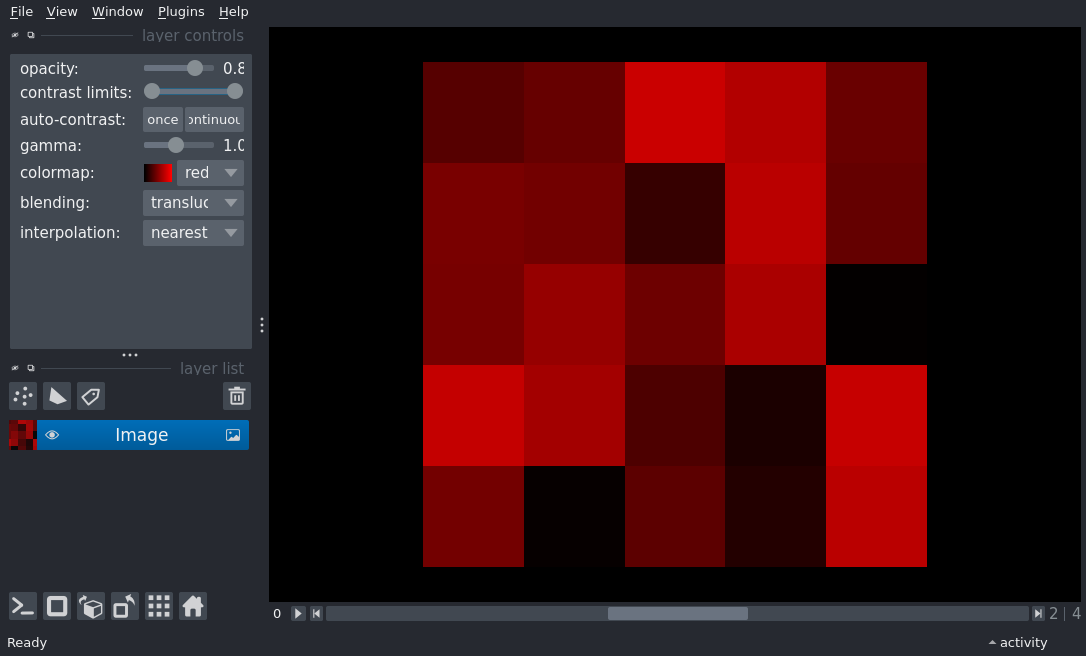 File View Window Plugins Help
layer controls
opacity: 0.8
contrast limits:
auto-contrast: once ontinuou
gamma: 1.0
colormap: red
blending: transluc
interpolation: nearest
layer list
Image
0 2 | 4
Ready activity